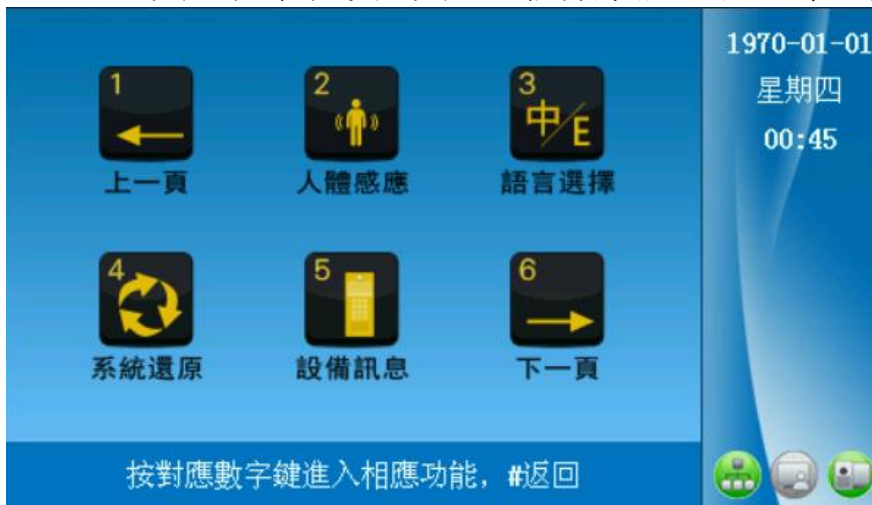 1
上一頁
2
人體感應
3
中/E
語言選擇
4
系統還原
5
設備訊息
6
下一頁
按對應數字鍵進入相應功能，#返回
1970-01-01
星期四
00:45